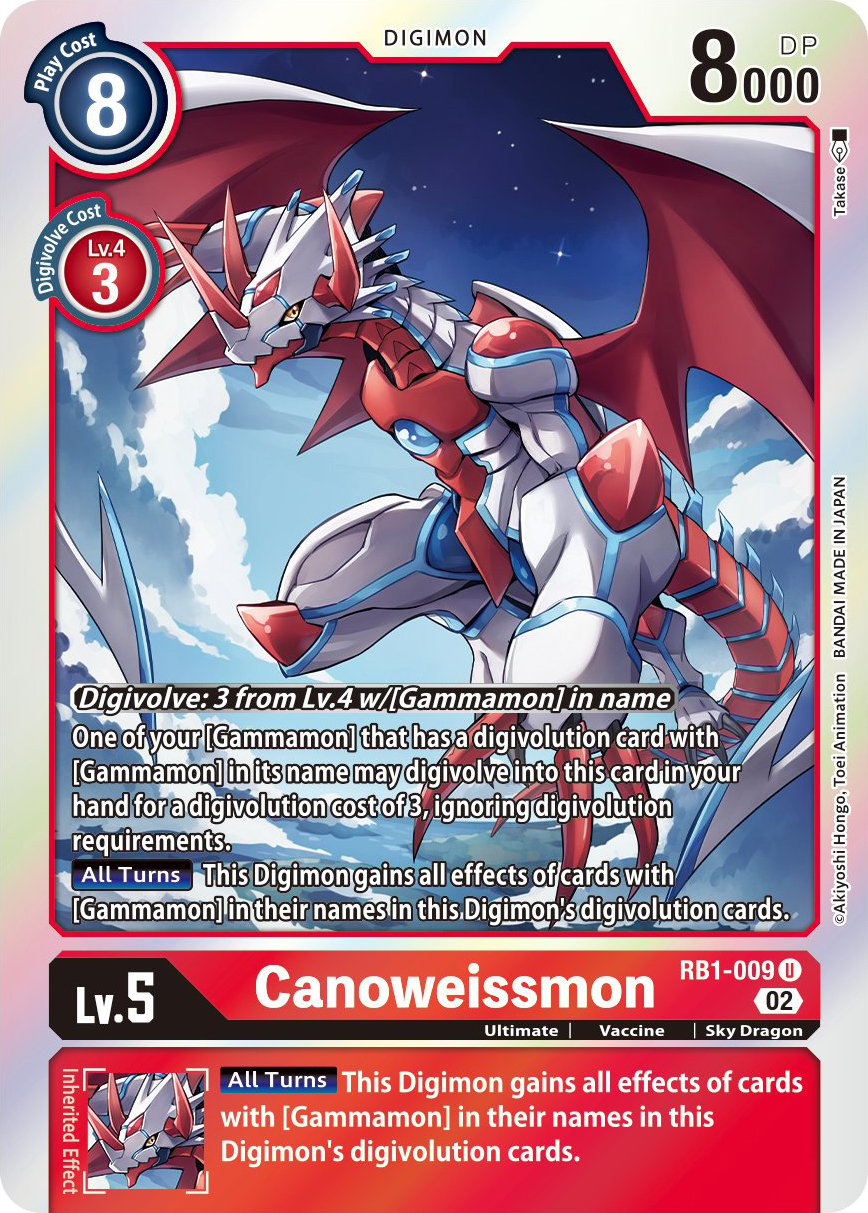 DIGIMON
Play Cost
8
8000
DP
Digivolve Cost
Lv.4
3
Takase
BANDAI MADE IN JAPAN
©Akiyoshi Hongo, Toei Animation
Digivolve: 3 from Lv.4 w/[Gammamon] in name
One of your [Gammamon] that has a digivolution card with
[Gammamon] in its name may digivolve into this card in your
hand for a digivolution cost of 3, ignoring digivolution
requirements.
All Turns This Digimon gains all effects of cards with
[Gammamon] in their names in this Digimon's digivolution cards.
Lv.5
Canoweissmon
RB1-009 U
02
Ultimate | Vaccine | Sky Dragon
Inherited Effect
All Turns This Digimon gains all effects of cards
with [Gammamon] in their names in this
Digimon's digivolution cards.